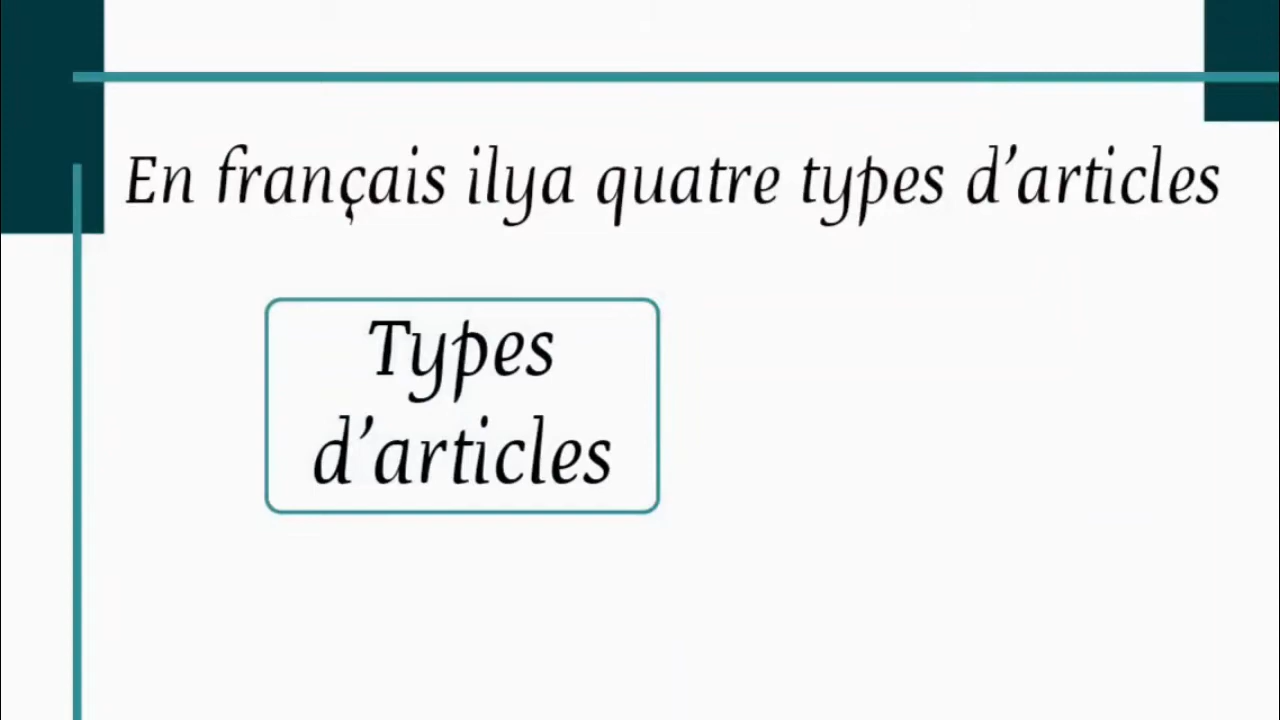 En français ilya quatre types d’articles
Types
d’articles